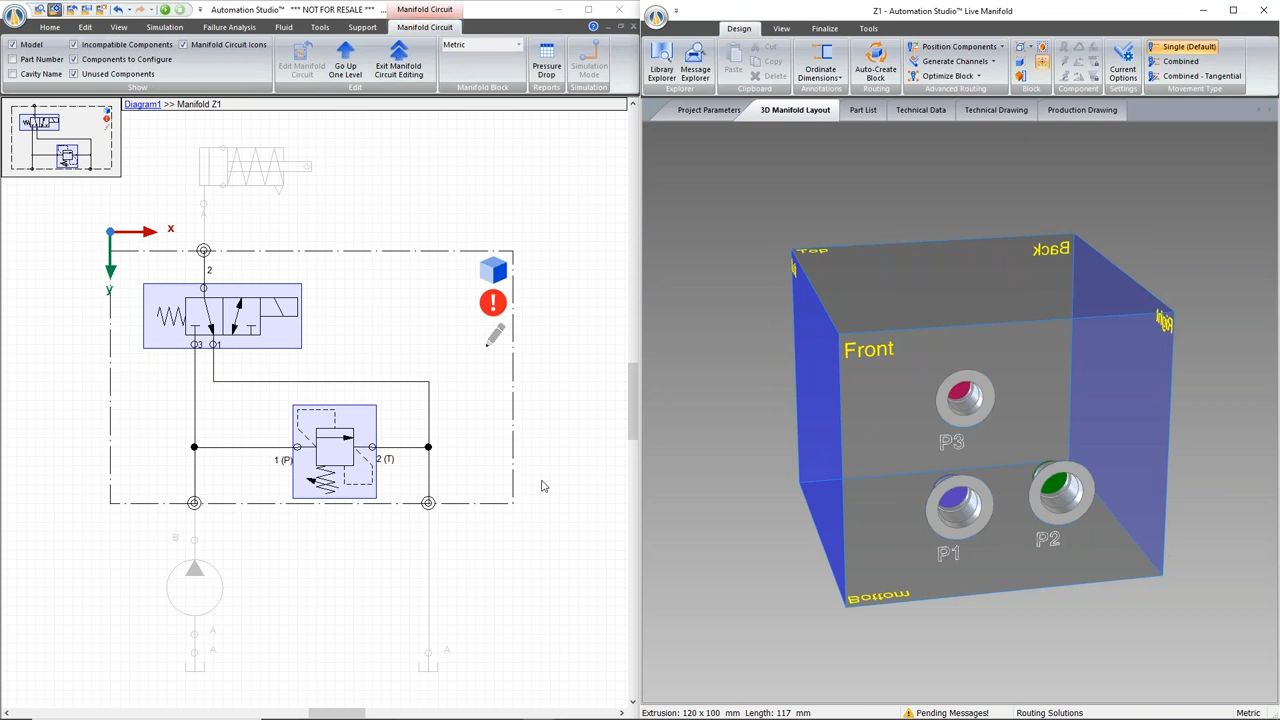 Automation Studio™ *** NOT FOR RESALE *** ...
Manifold Circuit
Home
Edit
View
Simulation
Failure Analysis
Fluid
Tools
Support
Manifold Circuit
Model
Part Number
Cavity Name
Incompatible Components
Components to Configure
Unused Components
Manifold Circuit Icons
Show
Edit Manifold Circuit
Go Up One Level
Exit Manifold Circuit Editing
Edit
Metric
Manifold Block
Pressure Drop
Reports
Simulation Mode
Simulation
Diagram1 >> Manifold Z1
A
x
y
2
3
1
1 (P)
2 (T)
B
A
A
A
Z1 - Automation Studio™ Live Manifold
Design
View
Finalize
Tools
Library Explorer
Message Explorer
Explorer
Paste
Cut
Copy
Delete
Clipboard
Ordinate Dimensions
Annotations
Auto-Create Block
Routing
Position Components
Generate Channels
Optimize Block
Advanced Routing
Block
Component
Current Options
Settings
Single (Default)
Combined
Combined - Tangential
Movement Type
Project Parameters
3D Manifold Layout
Part List
Technical Data
Technical Drawing
Production Drawing
Back
Right
Front
P3
P1
P2
Bottom
Extrusion: 120 x 100 mm Length: 117 mm
Pending Messages!
Routing Solutions
Metric